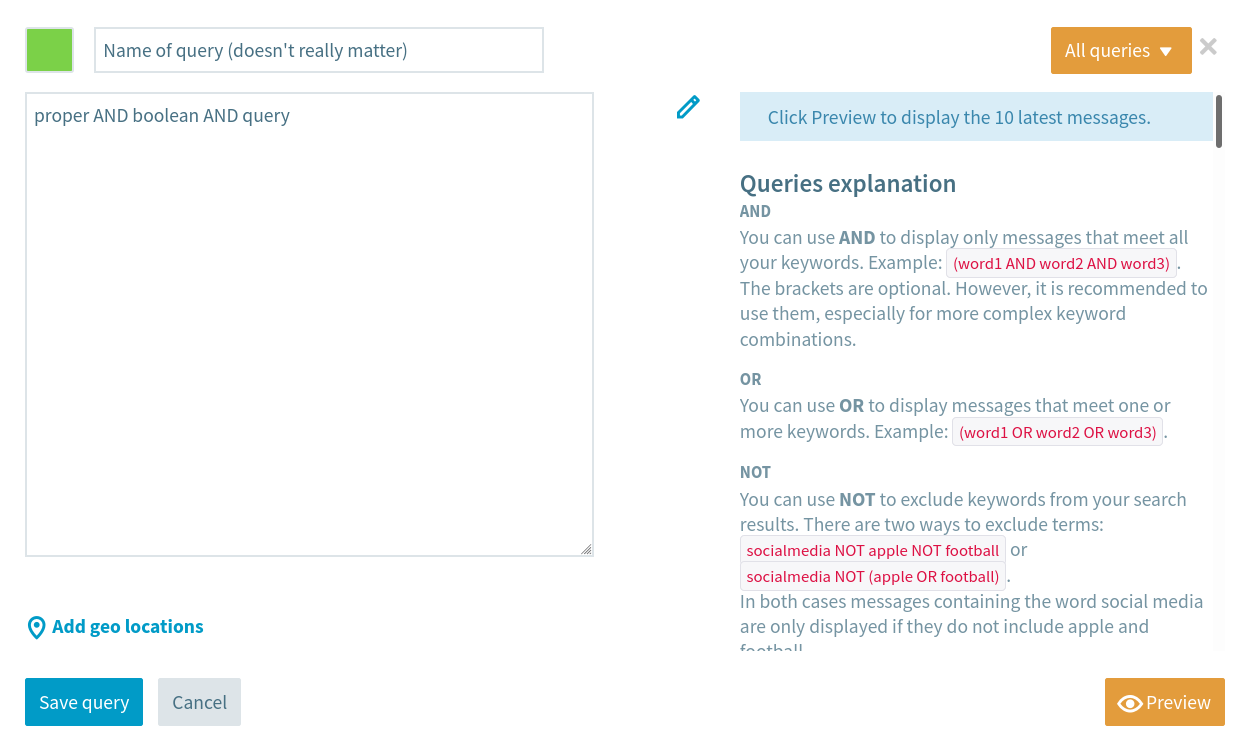 Name of query (doesn't really matter)
All queries
proper AND boolean AND query
Click Preview to display the 10 latest messages.
Queries explanation
AND
You can use AND to display only messages that meet all
your keywords. Example: (word1 AND word2 AND word3).
The brackets are optional. However, it is recommended to
use them, especially for more complex keyword
combinations.
OR
You can use OR to display messages that meet one or
more keywords. Example: (word1 OR word2 OR word3).
NOT
You can use NOT to exclude keywords from your search
results. There are two ways to exclude terms:
socialmedia NOT apple NOT football or
socialmedia NOT (apple OR football).
In both cases messages containing the word social media
are only displayed if they do not include apple and
football.
Add geo locations
Save query
Cancel
Preview